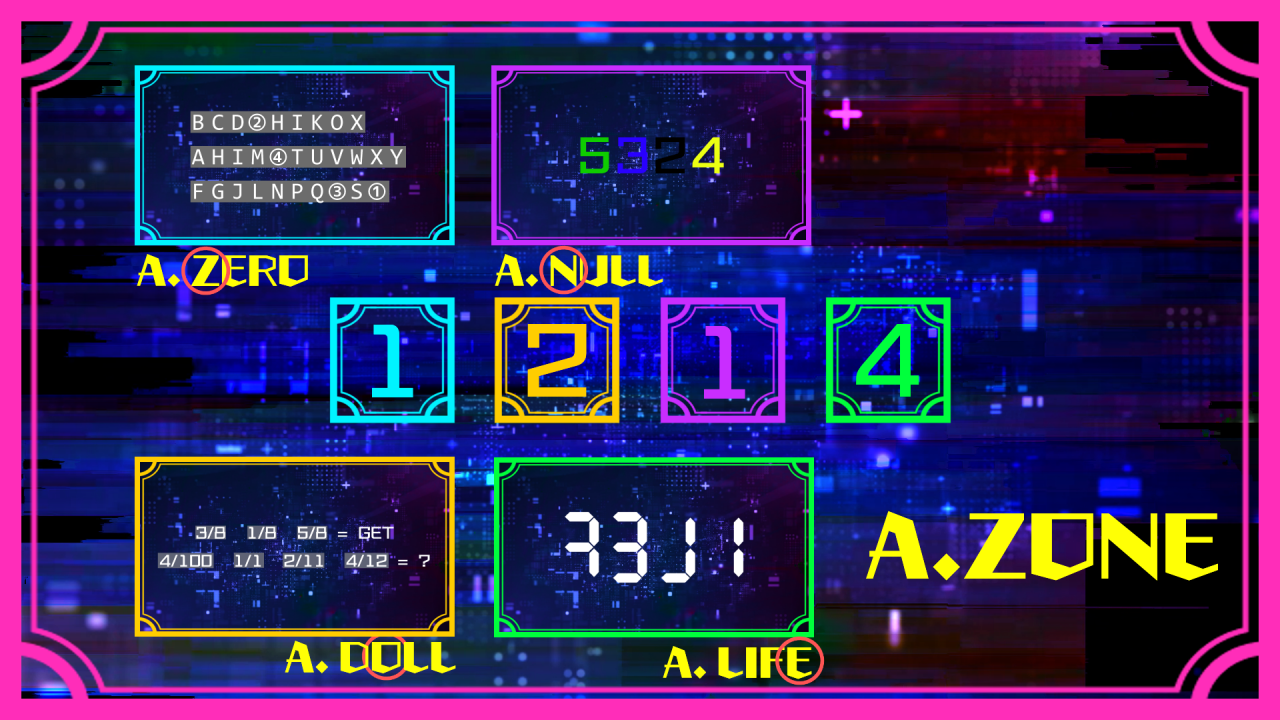 BCD②HIKOX
AHIM④TUVWXY
FGJLNPQ③S①
5324
A. ZERO
A. NULL
1 2 1 4
3/8 1/8 5/8 = GET
4/100 1/1 2/11 4/12 = ?
A. DOLL
A. LIFE
A.ZONE